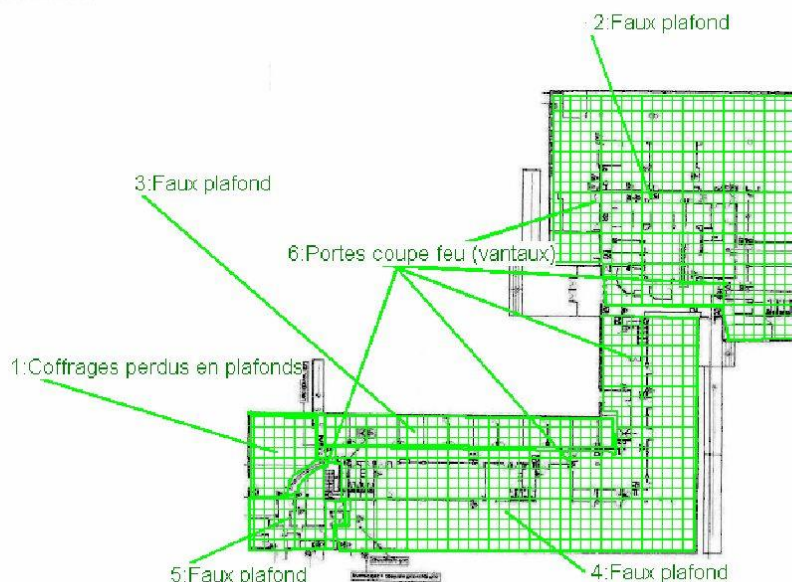 2:Faux plafond
3:Faux plafond
6:Portes coupe feu (vantaux)
1:Coffrages perdus en plafonds
5:Faux plafond
4:Faux plafond